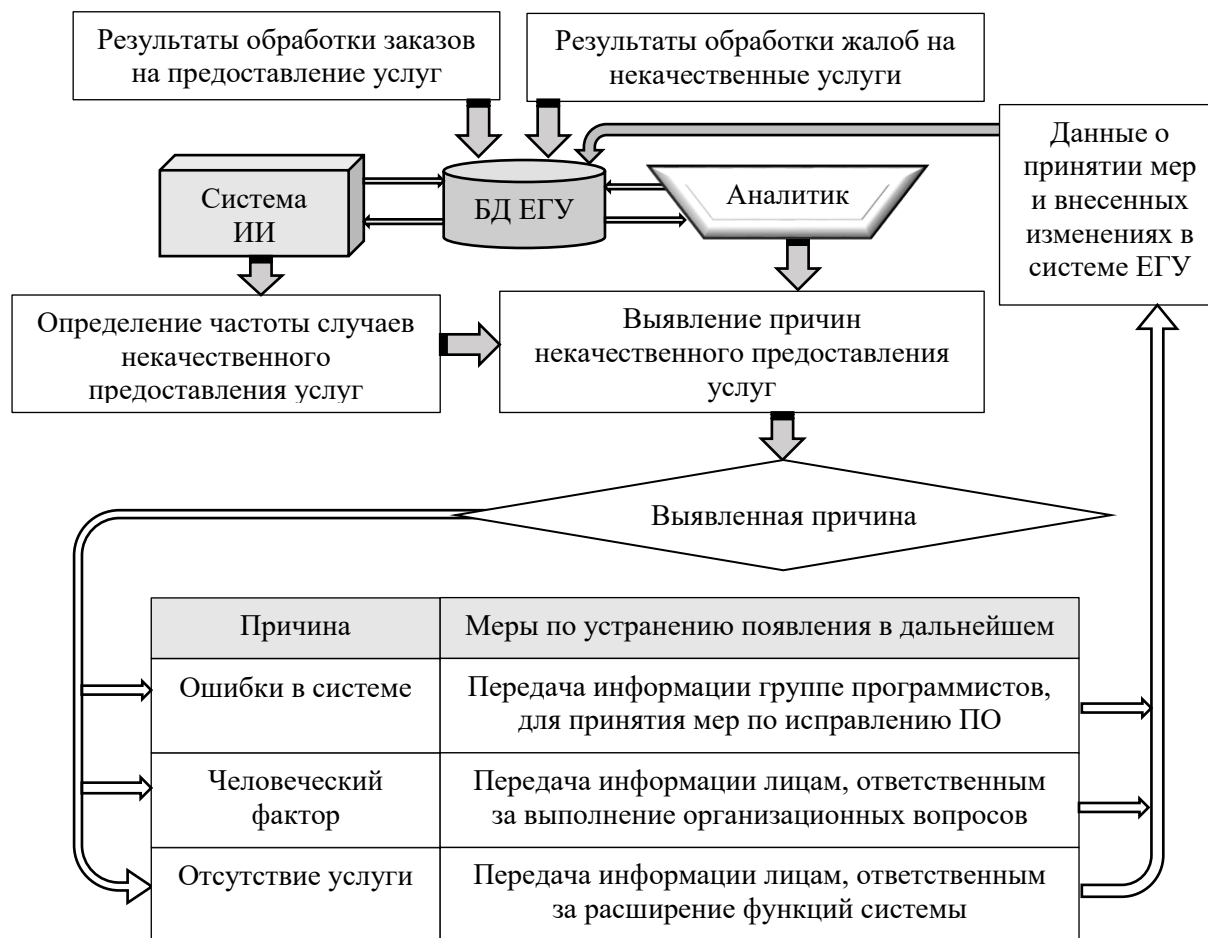 Результаты обработки заказов
на предоставление услуг
Результаты обработки жалоб на
некачественные услуги
Данные о
принятии мер
и внесенных
изменениях в
системе ЕГУ
Система
ИИ
БД ЕГУ
Аналитик
Определение частоты случаев
некачественного
предоставления услуг
Выявление причин
некачественного предоставления
услуг
Выявленная причина
Причина
Меры по устранению появления в дальнейшем
Ошибки в системе
Передача информации группе программистов,
для принятия мер по исправлению ПО
Человеческий
фактор
Передача информации лицам, ответственным
за выполнение организационных вопросов
Отсутствие услуги
Передача информации лицам, ответственным
за расширение функций системы